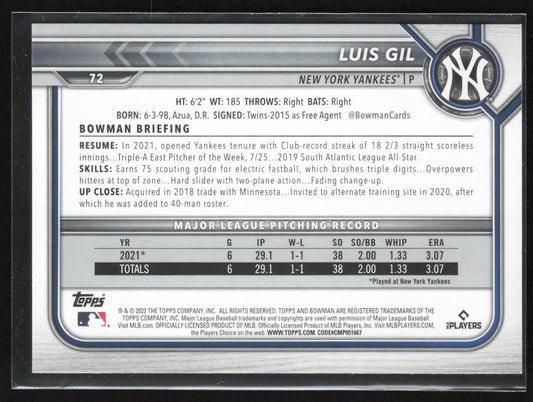 LUIS GIL
72
NEW YORK YANKEES® | P
NY
HT: 6'2" WT: 185 THROWS: Right BATS: Right
BORN: 6-3-98, Azua, D.R. SIGNED: Twins-2015 as Free Agent @BowmanCards
BOWMAN BRIEFING
RESUME: In 2021, opened Yankees tenure with Club-record streak of 18 2/3 straight scoreless
innings...Triple-A East Pitcher of the Week, 7/25...2019 South Atlantic League All-Star.
SKILLS: Earns 75 scouting grade for electric fastball, which brushes triple digits...Overpowers
hitters at top of zone...Hard slider with two-plane action...Fading change-up.
UP CLOSE: Acquired in 2018 trade with Minnesota...Invited to alternate training site in 2020, after
which he was added to 40-man roster.
MAJOR LEAGUE PITCHING RECORD
YR G IP W-L SO SO/BB WHIP ERA
2021* 6 29.1 1-1 38 2.00 1.33 3.07
TOTALS 6 29.1 1-1 38 2.00 1.33 3.07
*Played at New York Yankees
Topps
® & © 2022 THE TOPPS COMPANY, INC. ALL RIGHTS RESERVED. TOPPS AND BOWMAN ARE REGISTERED TRADEMARKS OF
THE TOPPS COMPANY, INC. Major League Baseball trademarks and copyrights are used with permission of Major League Baseball.
Visit MLB.com. OFFICIALLY LICENSED PRODUCT OF MLB. Officially Licensed Product of MLB Players, Inc. Visit MLBPLAYERS.com,
the Players Choice on the web. WWW.TOPPS.COM. CODE#CMP051667
PLAYERS